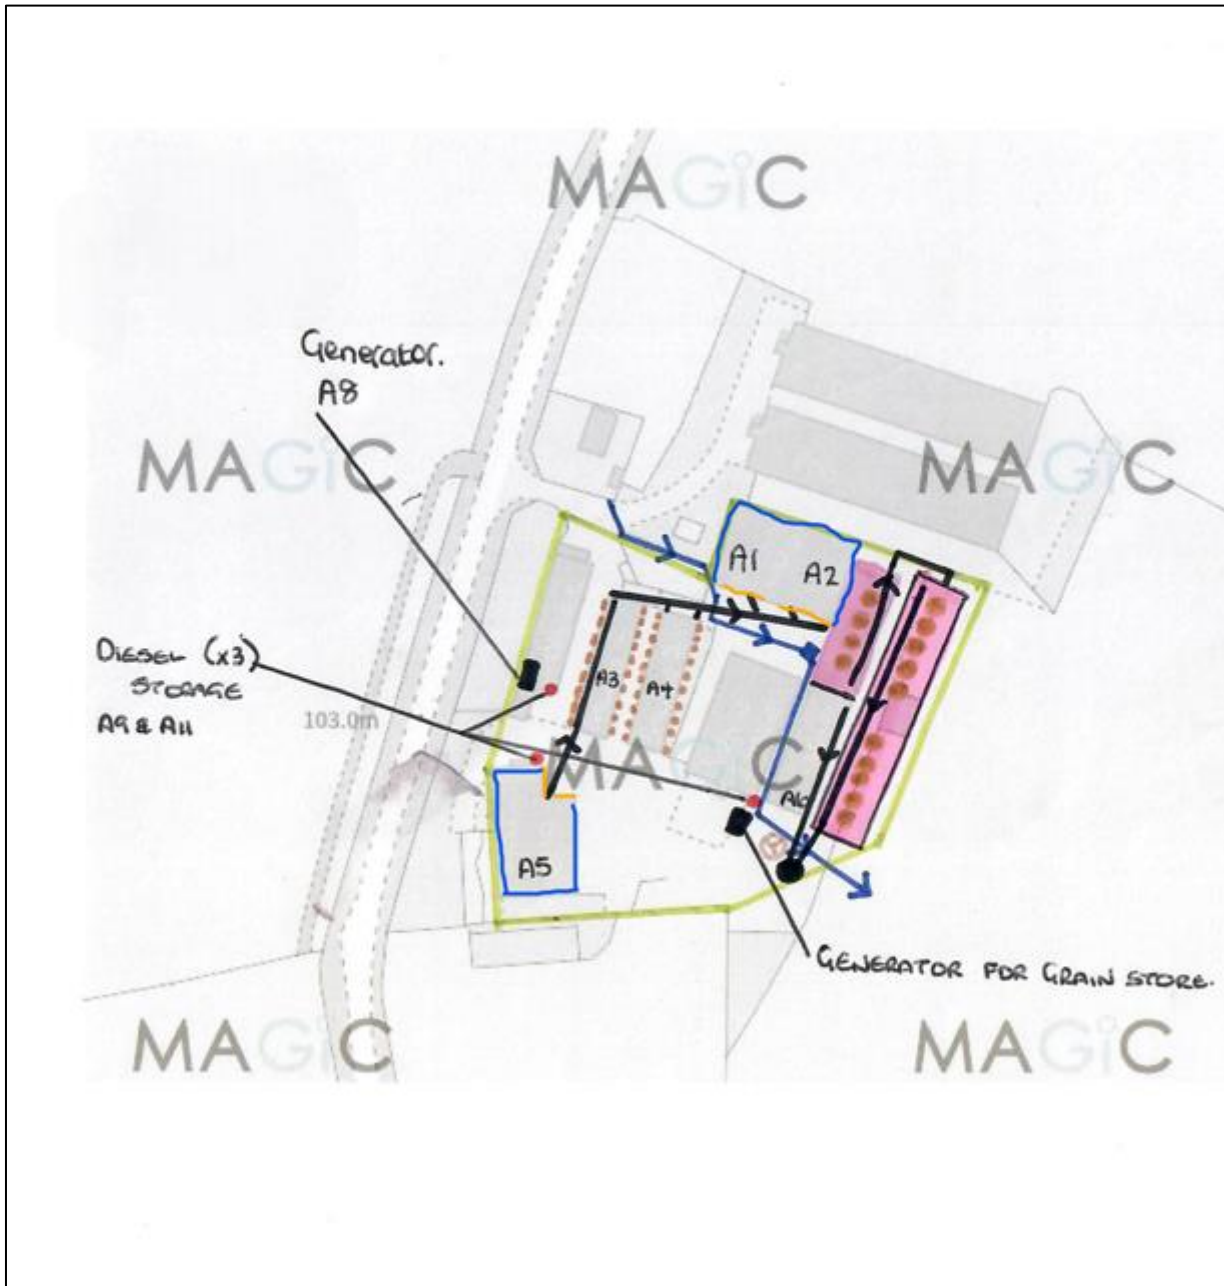 MAGiC
Generator.
A8
MAGiC
MAGiC
A1
A2
DIESEL (x3)
STORAGE
A9 & A11
103.0m
A3
A4
MAGiC
A6
A5
GENERATOR FOR GRAIN STORE.
MAGiC
MAGiC